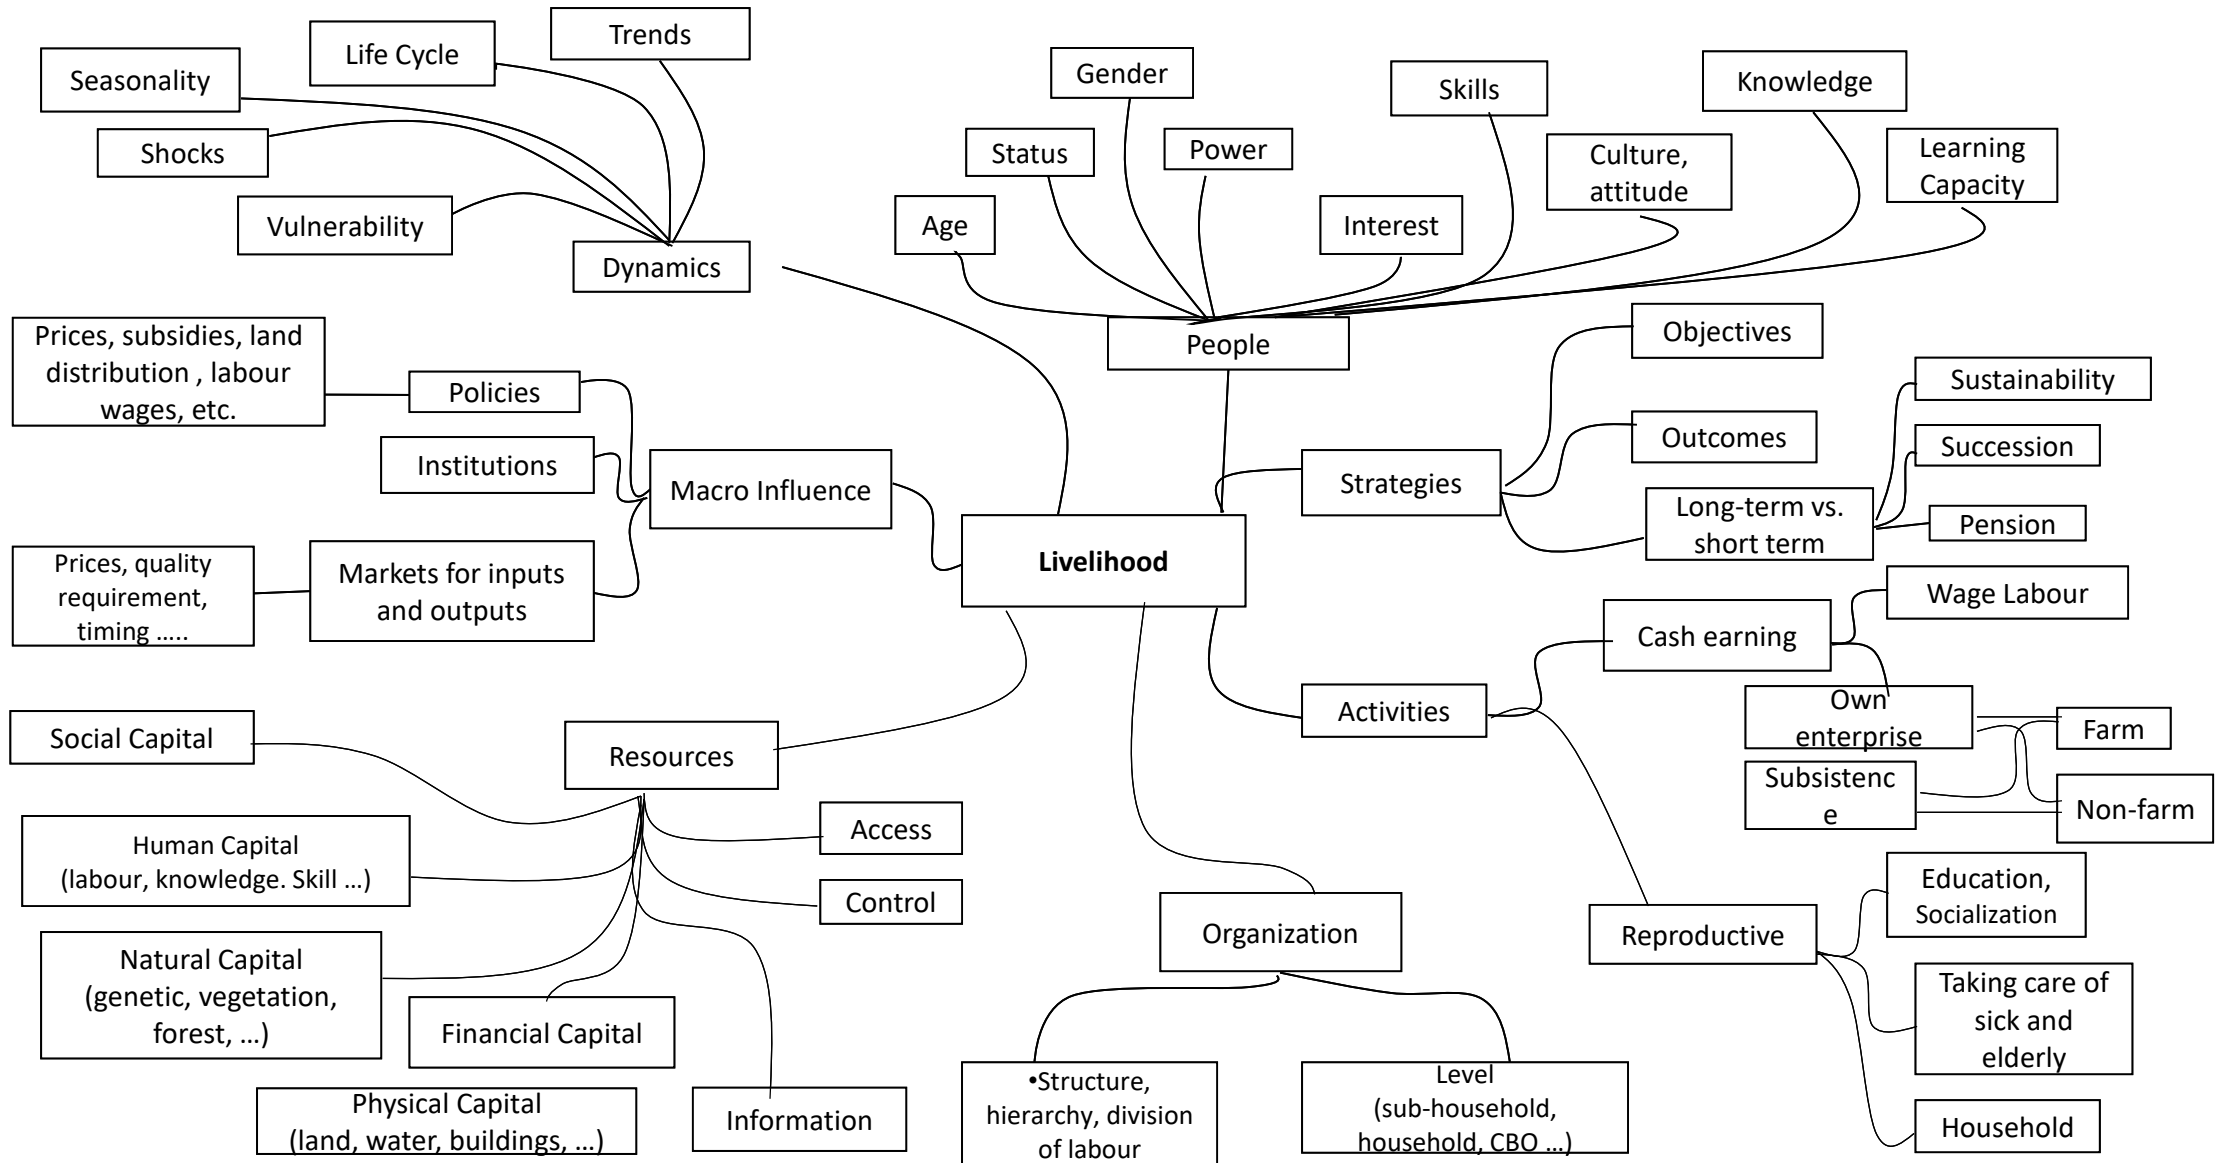 Trends
Life Cycle
Seasonality
Shocks
Vulnerability
Dynamics
Gender
Skills
Knowledge
Status
Power
Culture,
attitude
Learning
Capacity
Age
Interest
People
Prices, subsidies, land
distribution , labour
wages, etc.
Policies
Institutions
Macro Influence
Prices, quality
requirement,
timing …..
Markets for inputs
and outputs
Livelihood
Strategies
Objectives
Outcomes
Long-term vs.
short term
Sustainability
Succession
Pension
Activities
Cash earning
Wage Labour
Own
enterprise
Subsistenc
e
Farm
Non-farm
Reproductive
Education,
Socialization
Taking care of
sick and
elderly
Household
Resources
Social Capital
Human Capital
(labour, knowledge. Skill …)
Natural Capital
(genetic, vegetation,
forest, …)
Financial Capital
Physical Capital
(land, water, buildings, …)
Access
Control
Information
Organization
•Structure,
hierarchy, division
of labour
Level
(sub-household,
household, CBO …)